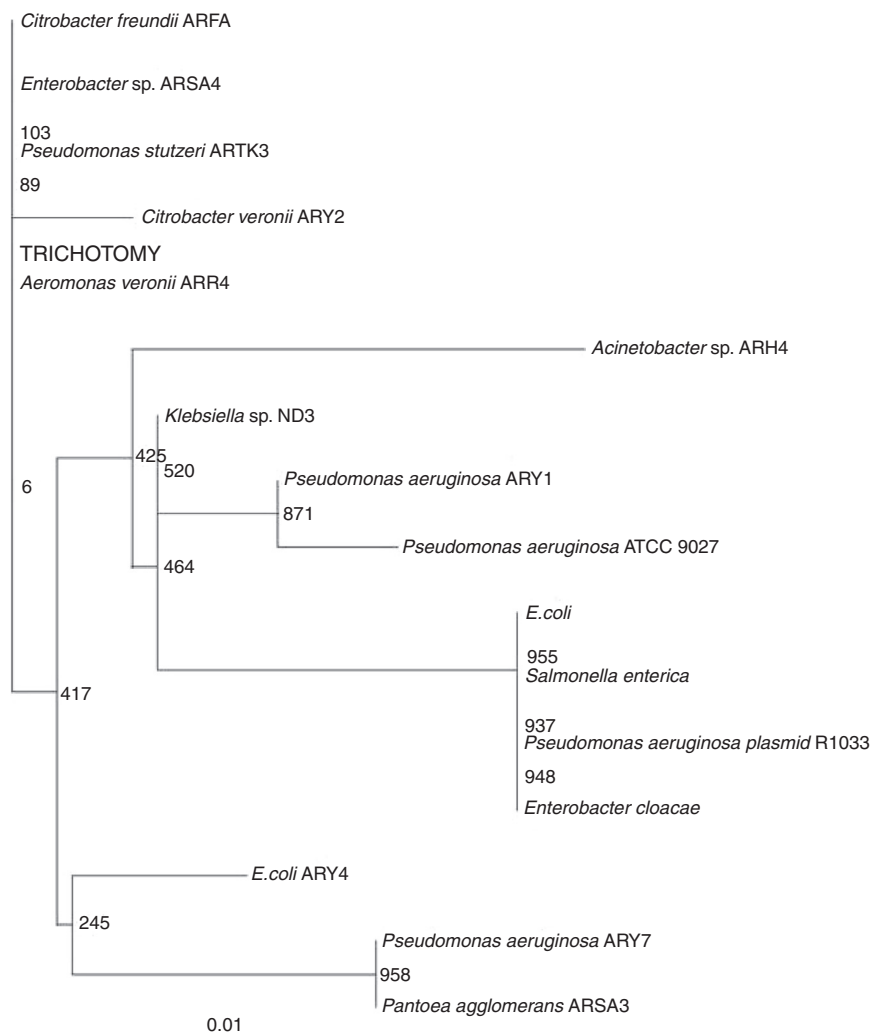 Citrobacter freundii ARFA
Enterobacter sp. ARSA4
103
Pseudomonas stutzeri ARTK3
89
Citrobacter veronii ARY2
TRICHOTOMY
Aeromonas veronii ARR4
Acinetobacter sp. ARH4
Klebsiella sp. ND3
425
520
Pseudomonas aeruginosa ARY1
6
871
Pseudomonas aeruginosa ATCC 9027
464
E.coli
955
Salmonella enterica
417
937
Pseudomonas aeruginosa plasmid R1033
948
Enterobacter cloacae
E.coli ARY4
245
Pseudomonas aeruginosa ARY7
958
Pantoea agglomerans ARSA3
0.01